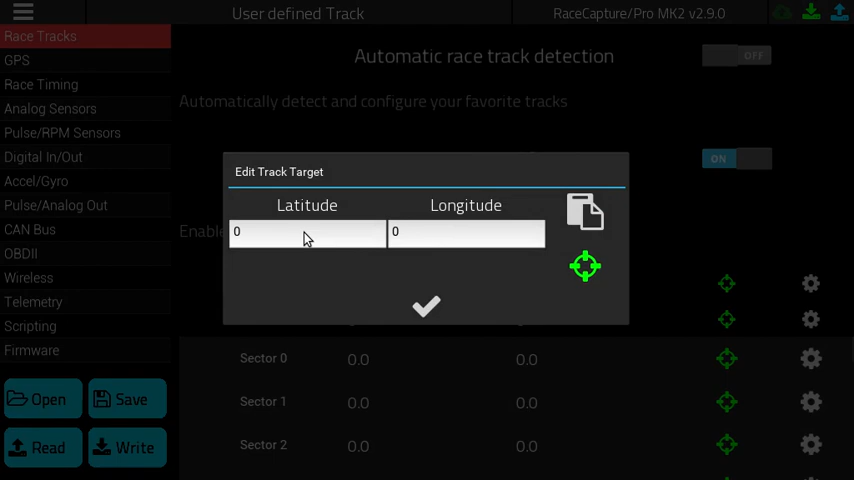 User defined Track
RaceCapture/Pro MK2 v2.9.0
Race Tracks
GPS
Race Timing
Analog Sensors
Pulse/RPM Sensors
Digital In/Out
Accel/Gyro
Pulse/Analog Out
CAN Bus
OBDII
Wireless
Telemetry
Scripting
Firmware
Open
Save
Read
Write
Automatic race track detection
OFF
Automatically detect and configure your favorite tracks
ON
Enable
Edit Track Target
Latitude
Longitude
0
0
Sector 0 0.0 0.0
Sector 1 0.0 0.0
Sector 2 0.0 0.0